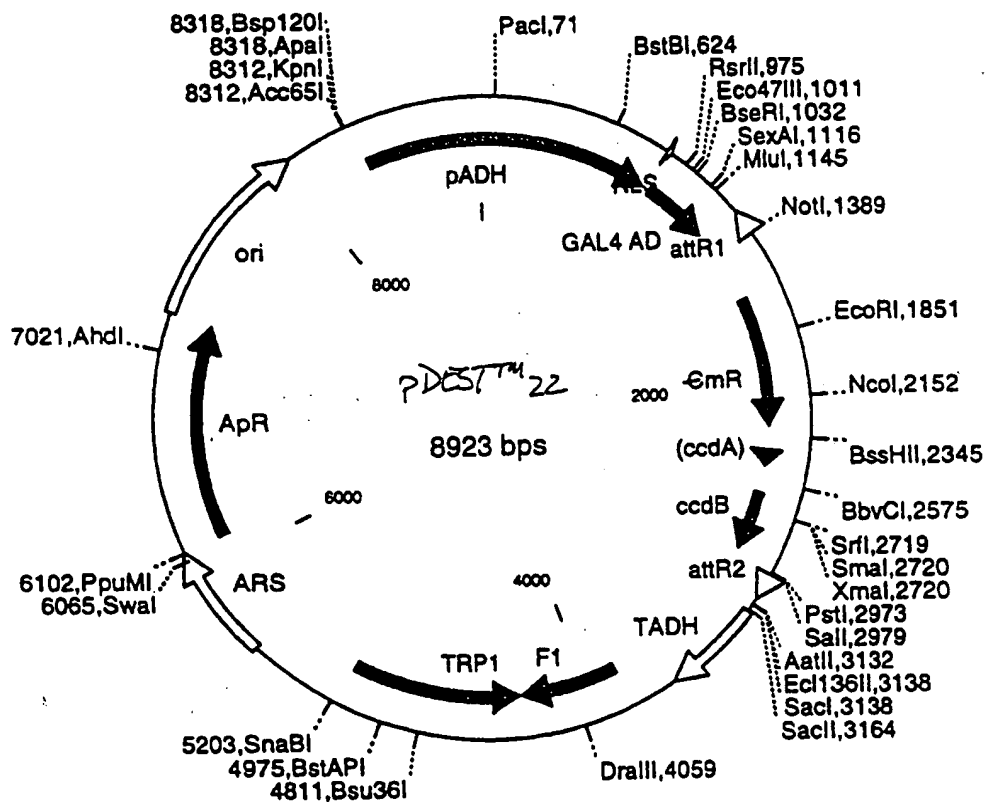 8318,Bsp120I
8318,ApaI
8312,KpnI
8312,Acc65I
PacI,71
BstBI,624
RsrII,975
Eco47III,1011
BseRI,1032
SexAI,1116
MluI,1145
NotI,1389
pADH
NLS
GAL4 AD
attR1
ori
8000
7021,AhdI
EcoRI,1851
pDEST™22
2000
CmR
NcoI,2152
ApR
8923 bps
(ccdA)
BssHII,2345
6000
ccdB
BbvCI,2575
SrfI,2719
SmaI,2720
XmaI,2720
attR2
6102,PpuMI
6065,SwaI
ARS
4000
PstI,2973
SalI,2979
TADH
AatII,3132
Ecl136II,3138
SacI,3138
SacII,3164
TRP1
F1
5203,SnaBI
4975,BstAPI
4811,Bsu36I
DraIII,4059